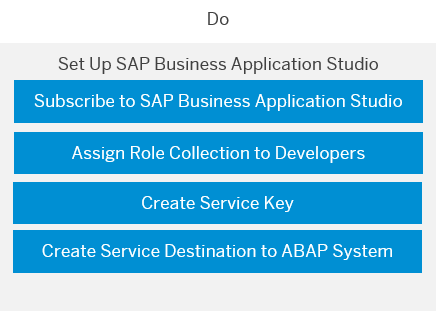 Do
Set Up SAP Business Application Studio
Subscribe to SAP Business Application Studio
Assign Role Collection to Developers
Create Service Key
Create Service Destination to ABAP System